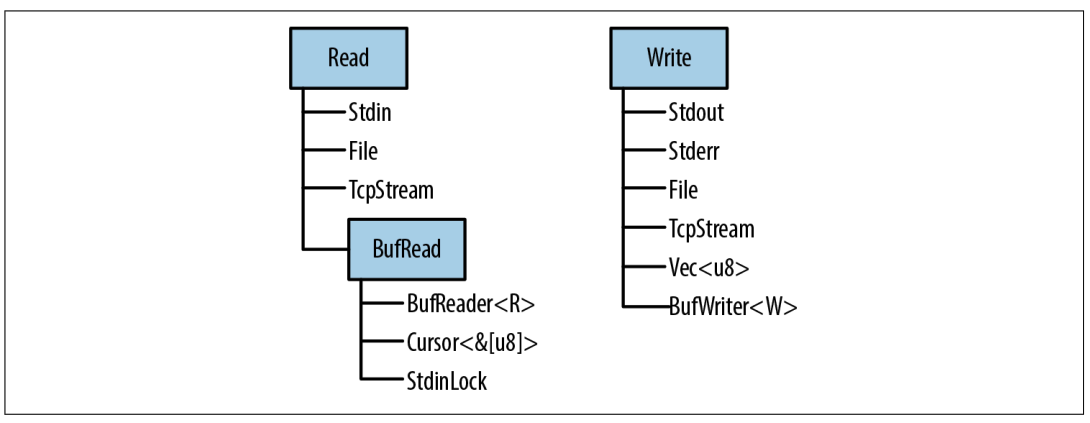 Read
Stdin
File
TcpStream
BufRead
BufReader<R>
Cursor<&[u8]>
StdinLock
Write
Stdout
Stderr
File
TcpStream
Vec<u8>
BufWriter<W>